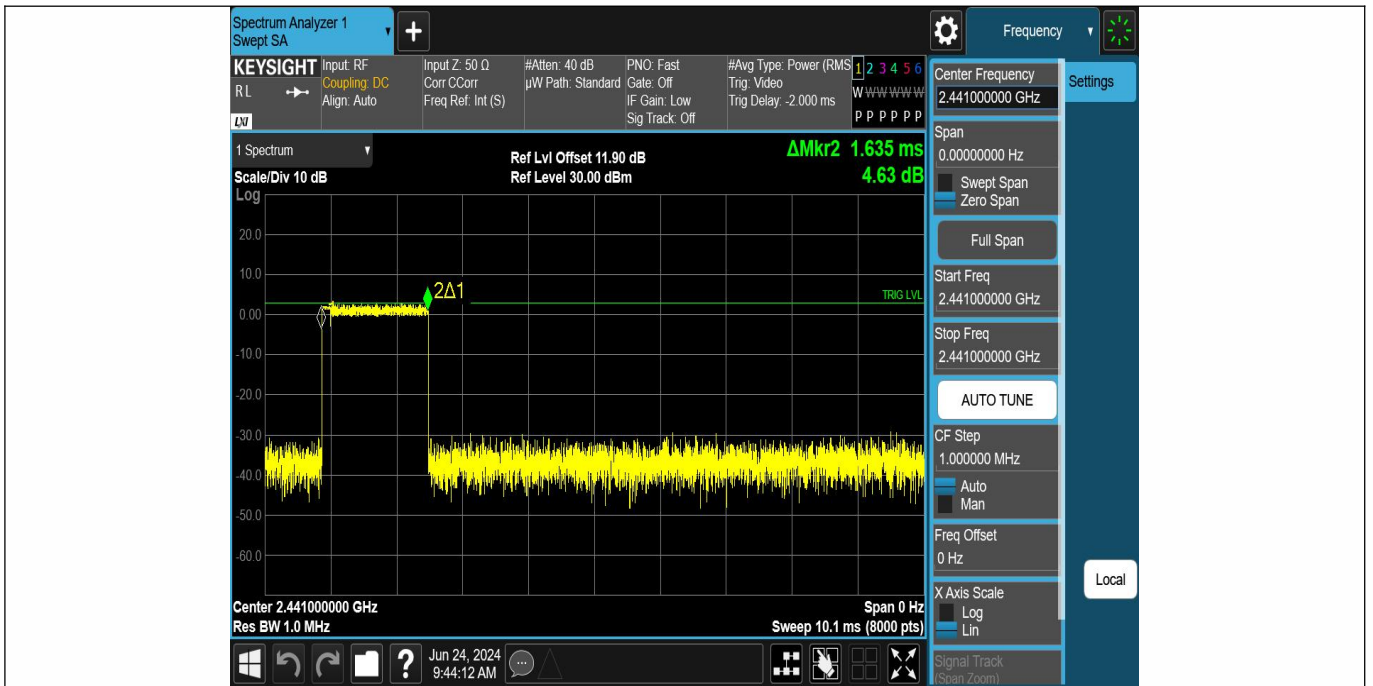 Spectrum Analyzer 1
Swept SA
+
Frequency
KEYSIGHT
RL
LXI
Input: RF
Coupling: DC
Align: Auto
Input Z: 50 Ω
Corr CCorr
Freq Ref: Int (S)
#Atten: 40 dB
µW Path: Standard
PNO: Fast
Gate: Off
IF Gain: Low
Sig Track: Off
#Avg Type: Power (RMS
Trig: Video
Trig Delay: -2.000 ms
1 2 3 4 5 6
W W W W W W
P P P P P P
1 Spectrum
Scale/Div 10 dB
Ref Lvl Offset 11.90 dB
Ref Level 30.00 dBm
ΔMkr2 1.635 ms
4.63 dB
Log
20.0
10.0
0.00
-10.0
-20.0
-30.0
-40.0
-50.0
-60.0
2Δ1
TRIG LVL
Center 2.441000000 GHz
Res BW 1.0 MHz
Span 0 Hz
Sweep 10.1 ms (8000 pts)
Center Frequency
2.441000000 GHz
Settings
Span
0.00000000 Hz
Swept Span
Zero Span
Full Span
Start Freq
2.441000000 GHz
Stop Freq
2.441000000 GHz
AUTO TUNE
CF Step
1.000000 MHz
Auto
Man
Freq Offset
0 Hz
X Axis Scale
Log
Lin
Signal Track
(Span Zoom)
Local
?
Jun 24, 2024
9:44:12 AM